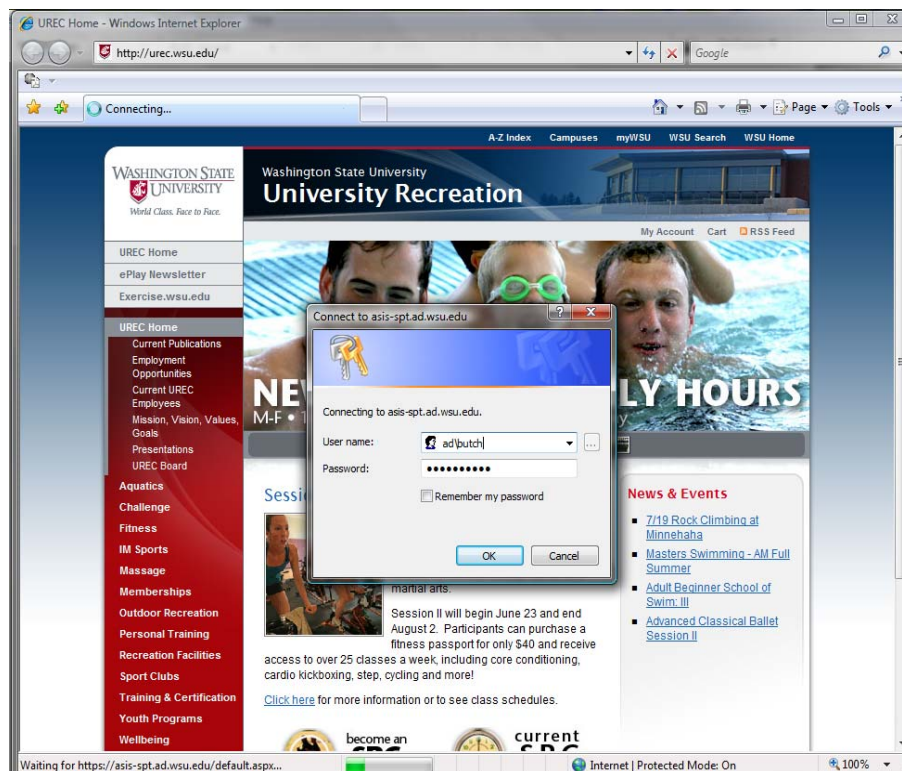 UREC Home - Windows Internet Explorer
http://urec.wsu.edu/
Google
Connecting...
Page
Tools
A-Z Index Campuses myWSU WSU Search WSU Home
WASHINGTON STATE
UNIVERSITY
World Class. Face to Face.
Washington State University
University Recreation
My Account Cart RSS Feed
UREC Home
ePlay Newsletter
Exercise.wsu.edu
UREC Home
Current Publications
Employment
Opportunities
Current UREC
Employees
Mission, Vision, Values,
Goals
Presentations
UREC Board
Aquatics
Challenge
Fitness
IM Sports
Massage
Memberships
Outdoor Recreation
Personal Training
Recreation Facilities
Sport Clubs
Training & Certification
Youth Programs
Wellbeing
Connect to asis-spt.ad.wsu.edu
Connecting to asis-spt.ad.wsu.edu.
User name: ad\butch
Password: ••••••••••
Remember my password
OK Cancel
HOURS
M-F •
martial arts.
Session II will begin June 23 and end
August 2. Participants can purchase a
fitness passport for only $40 and receive
access to over 25 classes a week, including core conditioning,
cardio kickboxing, step, cycling and more!
Click here for more information or to see class schedules.
become an
current
News & Events
7/19 Rock Climbing at
Minnehaha
Masters Swimming - AM Full
Summer
Adult Beginner School of
Swim: III
Advanced Classical Ballet
Session II
Waiting for https://asis-spt.ad.wsu.edu/default.aspx...
Internet | Protected Mode: On
100%